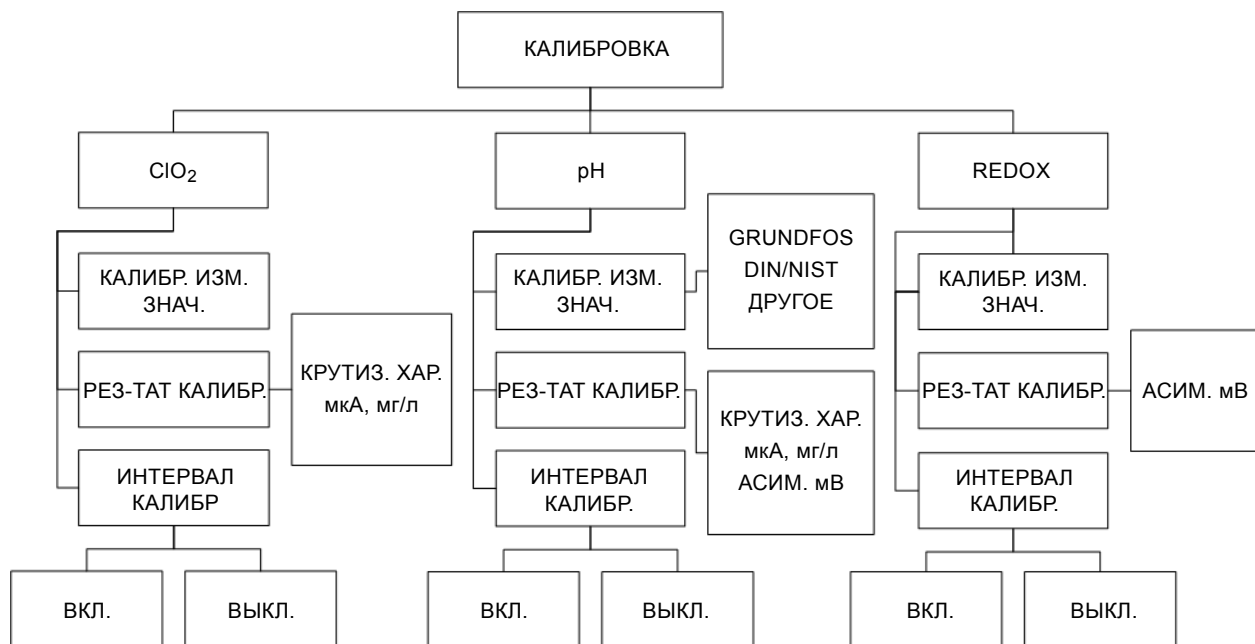 КАЛИБРОВКА
ClO2
pH
REDOX
КАЛИБР. ИЗМ.
ЗНАЧ.
РЕЗ-ТАТ КАЛИБР.
КРУТИЗ. ХАР.
мкА, мг/л
ИНТЕРВАЛ
КАЛИБР
ВКЛ.
ВЫКЛ.
КАЛИБР. ИЗМ.
ЗНАЧ.
GRUNDFOS
DIN/NIST
ДРУГОЕ
РЕЗ-ТАТ КАЛИБР.
КРУТИЗ. ХАР.
мкА, мг/л
АСИМ. мВ
ИНТЕРВАЛ
КАЛИБР.
ВКЛ.
ВЫКЛ.
КАЛИБР. ИЗМ.
ЗНАЧ.
РЕЗ-ТАТ КАЛИБР.
АСИМ. мВ
ИНТЕРВАЛ
КАЛИБР.
ВКЛ.
ВЫКЛ.